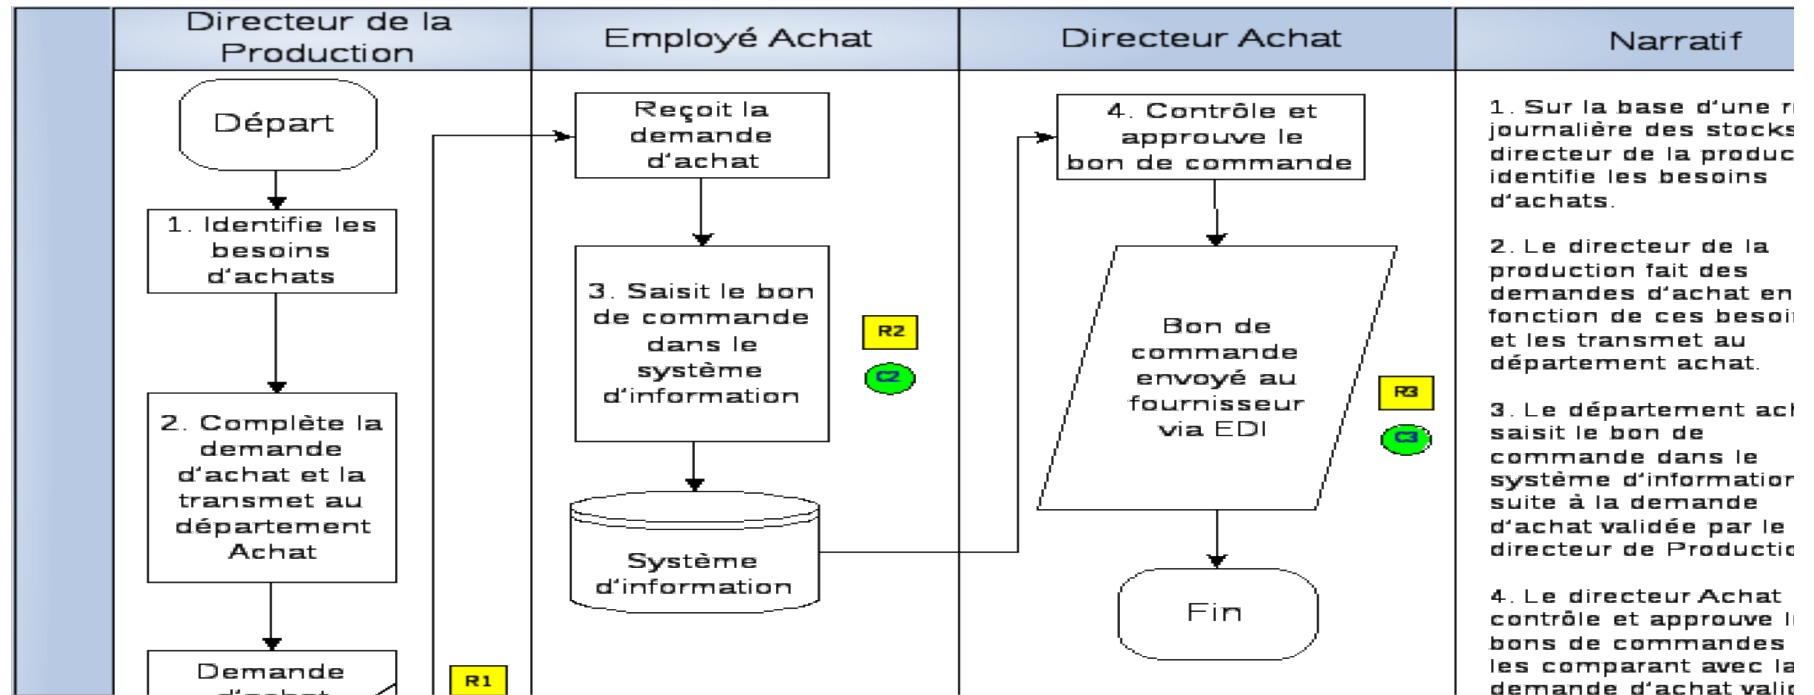 Directeur de la
Production
Employé Achat
Directeur Achat
Narratif
Départ
1. Identifie les
besoins
d'achats
2. Complète la
demande
d'achat et la
transmet au
département
Achat
Demande
d'achat
R1
Reçoit la
demande
d'achat
3. Saisit le bon
de commande
dans le
système
d'information
R2
C2
Système
d'information
4. Contrôle et
approuve le
bon de commande
Bon de
commande
envoyé au
fournisseur
via EDI
R3
C3
Fin
1. Sur la base d'une
journalière des stocks
directeur de la
identifie les besoins
d'achats.
2. Le directeur de la
production fait des
demandes d'achat en
fonction de ces
et les transmet au
département achat.
3. Le département
saisit le bon de
commande dans le
système d'information
suite à la demande
d'achat validée par le
directeur de
4. Le directeur Achat
contrôle et approuve
bons de commandes
les comparant avec la
demande d'achat